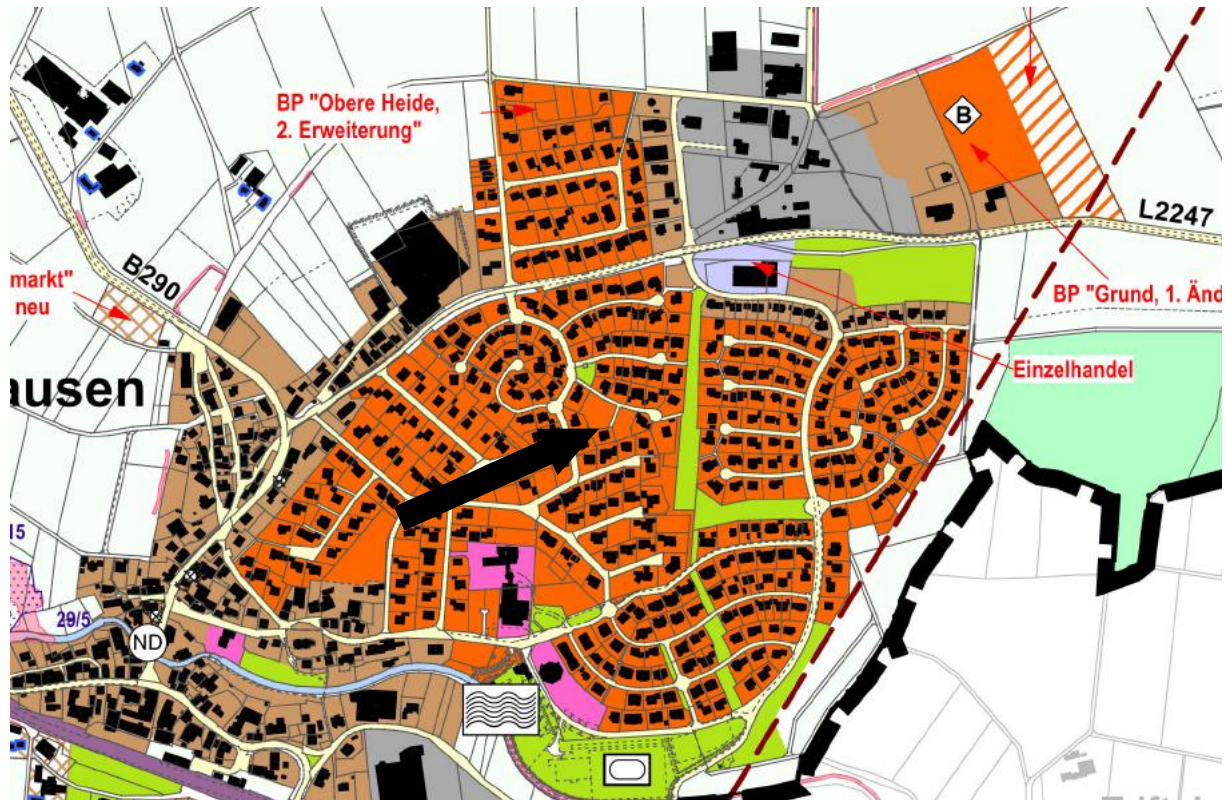 BP "Obere Heide,
2. Erweiterung"
B
L2247
B290
markt"
neu
BP "Grund, 1. Änd
Einzelhandel
ausen
15
29/5
ND